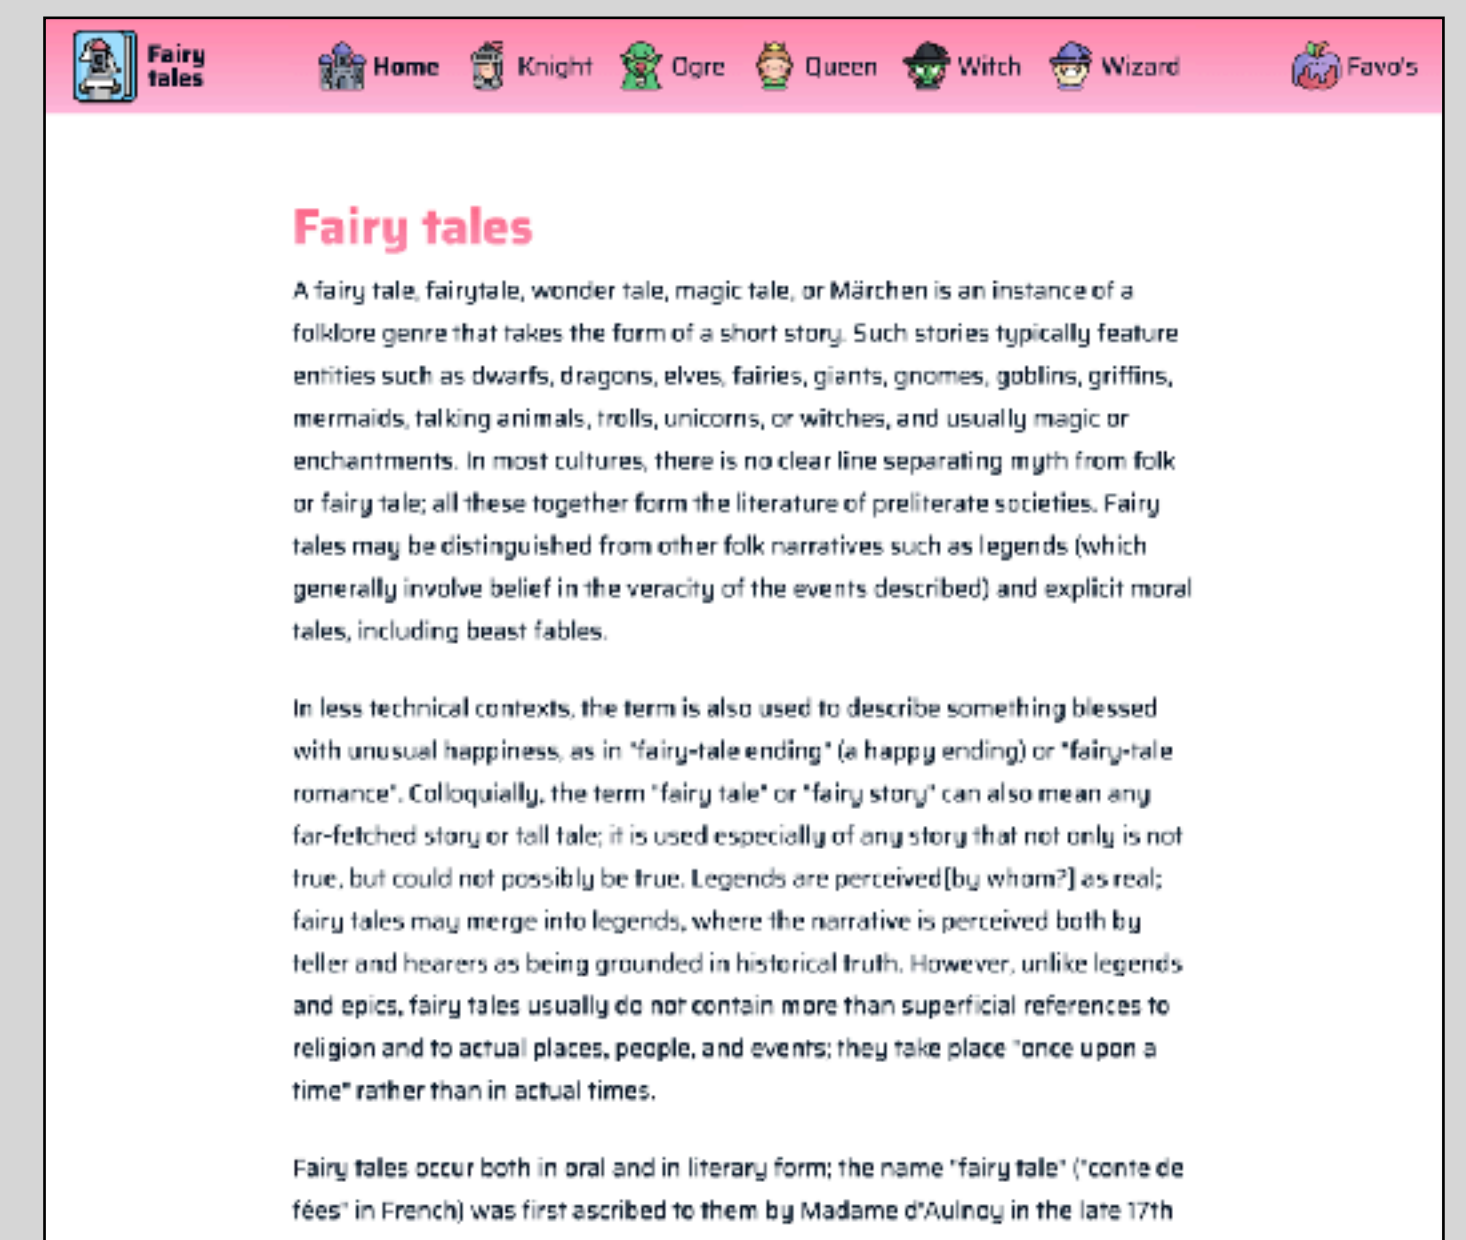 Fairy
tales
Home
Knight
Ogre
Queen
Witch
Wizard
Favo's
Fairy tales
A fairy tale, fairytale, wonder tale, magic tale, or Märchen is an instance of a
folklore genre that takes the form of a short story. Such stories typically feature
entities such as dwarfs, dragons, elves, fairies, giants, gnomes, goblins, griffins,
mermaids, talking animals, trolls, unicorns, or witches, and usually magic or
enchantments. In most cultures, there is no clear line separating myth from folk
or fairy tale; all these together form the literature of preliterate societies. Fairy
tales may be distinguished from other folk narratives such as legends (which
generally involve belief in the veracity of the events described) and explicit moral
tales, including beast fables.
In less technical contexts, the term is also used to describe something blessed
with unusual happiness, as in "fairy-tale ending" (a happy ending) or "fairy-tale
romance". Colloquially, the term "fairy tale" or "fairy story" can also mean any
far-fetched story or tall tale; it is used especially of any story that not only is not
true, but could not possibly be true. Legends are perceived[by whom?] as real;
fairy tales may merge into legends, where the narrative is perceived both by
teller and hearers as being grounded in historical truth. However, unlike legends
and epics, fairy tales usually do not contain more than superficial references to
religion and to actual places, people, and events; they take place "once upon a
time" rather than in actual times.
Fairy tales occur both in oral and in literary form; the name "fairy tale" ("conte de
fées" in French) was first ascribed to them by Madame d'Aulnoy in the late 17th